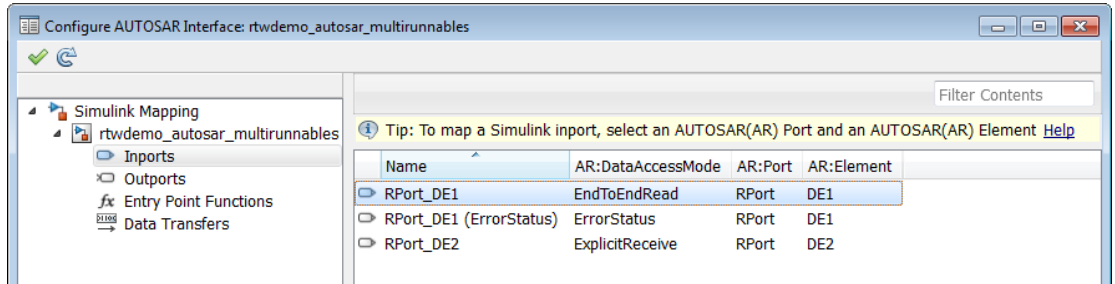 Configure AUTOSAR Interface: rtwdemo_autosar_multirunnables
Filter Contents
Simulink Mapping
rtwdemo_autosar_multirunnables
Inports
Outports
fx Entry Point Functions
Data Transfers
Tip: To map a Simulink inport, select an AUTOSAR(AR) Port and an AUTOSAR(AR) Element Help
Name AR:DataAccessMode AR:Port AR:Element
RPort_DE1 EndToEndRead RPort DE1
RPort_DE1 (ErrorStatus) ErrorStatus RPort DE1
RPort_DE2 ExplicitReceive RPort DE2